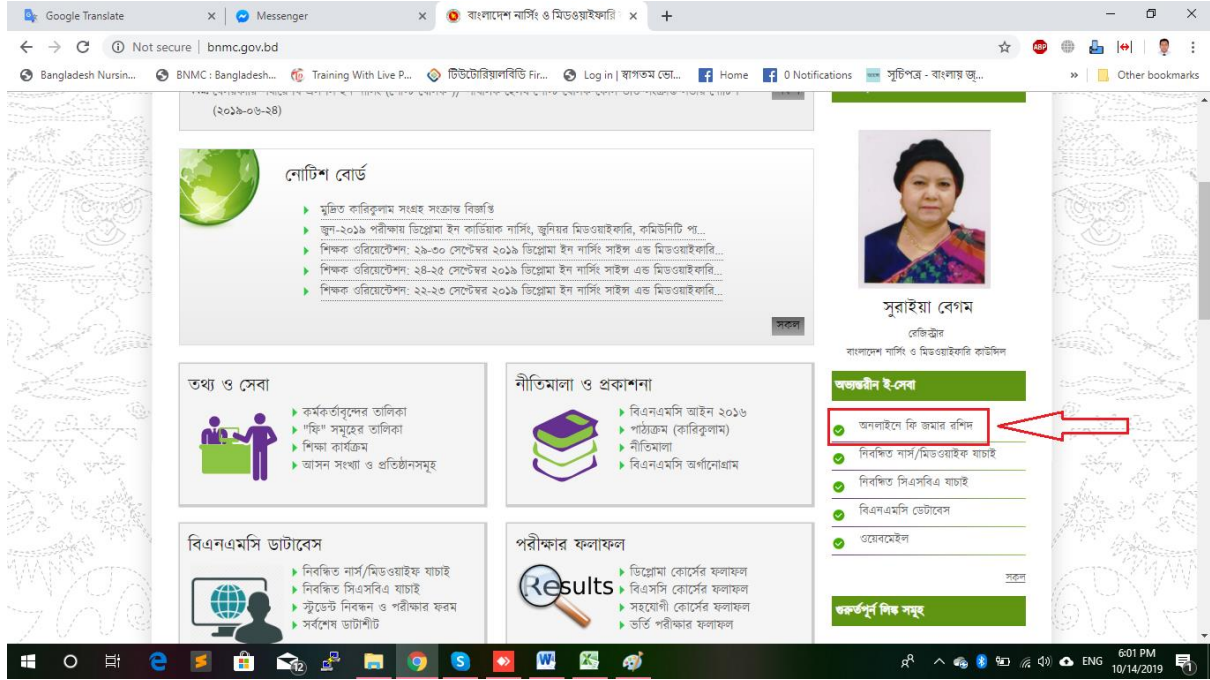 Google Translate
Messenger
বাংলাদেশ নার্সিং ও মিডওয়াইফারি
Not secure | bnmc.gov.bd
ABP
Bangladesh Nursin...
BNMC : Bangladesh...
Training With Live P...
টিউটোরিয়ালবিডি Fir...
Log in | স্বাগতম ভো...
Home
0 Notifications
সূচিপত্র - বাংলায় জ্...
Other bookmarks
(২০১৯-০৬-২৪)
নোটিশ বোর্ড
মুদ্রিত কারিকুলাম সংগ্রহ সংক্রান্ত বিজ্ঞপ্তি
জুন-২০১৯ পরীক্ষায় ডিপ্লোমা ইন কার্ডিয়াক নার্সিং, জুনিয়র মিডওয়াইফারি, কমিউনিটি প্য...
শিক্ষক ওরিয়েন্টেশন: ২৯-৩০ সেপ্টেম্বর ২০১৯ ডিপ্লোমা ইন নার্সিং সাইন্স এন্ড মিডওয়াইফারি...
শিক্ষক ওরিয়েন্টেশন: ২৪-২৫ সেপ্টেম্বর ২০১৯ ডিপ্লোমা ইন নার্সিং সাইন্স এন্ড মিডওয়াইফারি...
শিক্ষক ওরিয়েন্টেশন: ২২-২৩ সেপ্টেম্বর ২০১৯ ডিপ্লোমা ইন নার্সিং সাইন্স এন্ড মিডওয়াইফারি...
সকল
সুরাইয়া বেগম
রেজিস্ট্রার
বাংলাদেশ নার্সিং ও মিডওয়াইফারি কাউন্সিল
তথ্য ও সেবা
কর্মকর্তাবৃন্দের তালিকা
"ফি" সমূহের তালিকা
শিক্ষা কার্যক্রম
আসন সংখ্যা ও প্রতিষ্ঠানসমূহ
নীতিমালা ও প্রকাশনা
বিএনএমসি আইন ২০১৬
পাঠ্যক্রম (কারিকুলাম)
নীতিমালা
বিএনএমসি অর্গানোগ্রাম
অভ্যন্তরীন ই-সেবা
অনলাইনে ফি জমার রশিদ
নিবন্ধিত নার্স/মিডওয়াইফ যাচাই
নিবন্ধিত সিএসবিএ যাচাই
বিএনএমসি ডেটাবেস
ওয়েবমেইল
সকল
বিএনএমসি ডাটাবেস
নিবন্ধিত নার্স/মিডওয়াইফ যাচাই
নিবন্ধিত সিএসবিএ যাচাই
স্টুডেন্ট নিবন্ধন ও পরীক্ষার ফরম
সর্বশেষ ডাটাশীট
পরীক্ষার ফলাফল
Results
ডিপ্লোমা কোর্সের ফলাফল
বিএসসি কোর্সের ফলাফল
সহযোগী কোর্সের ফলাফল
ভর্তি পরীক্ষার ফলাফল
গুরুর্ত্বপূর্ন লিঙ্ক সমূহ
12
ENG
6:01 PM
10/14/2019
1